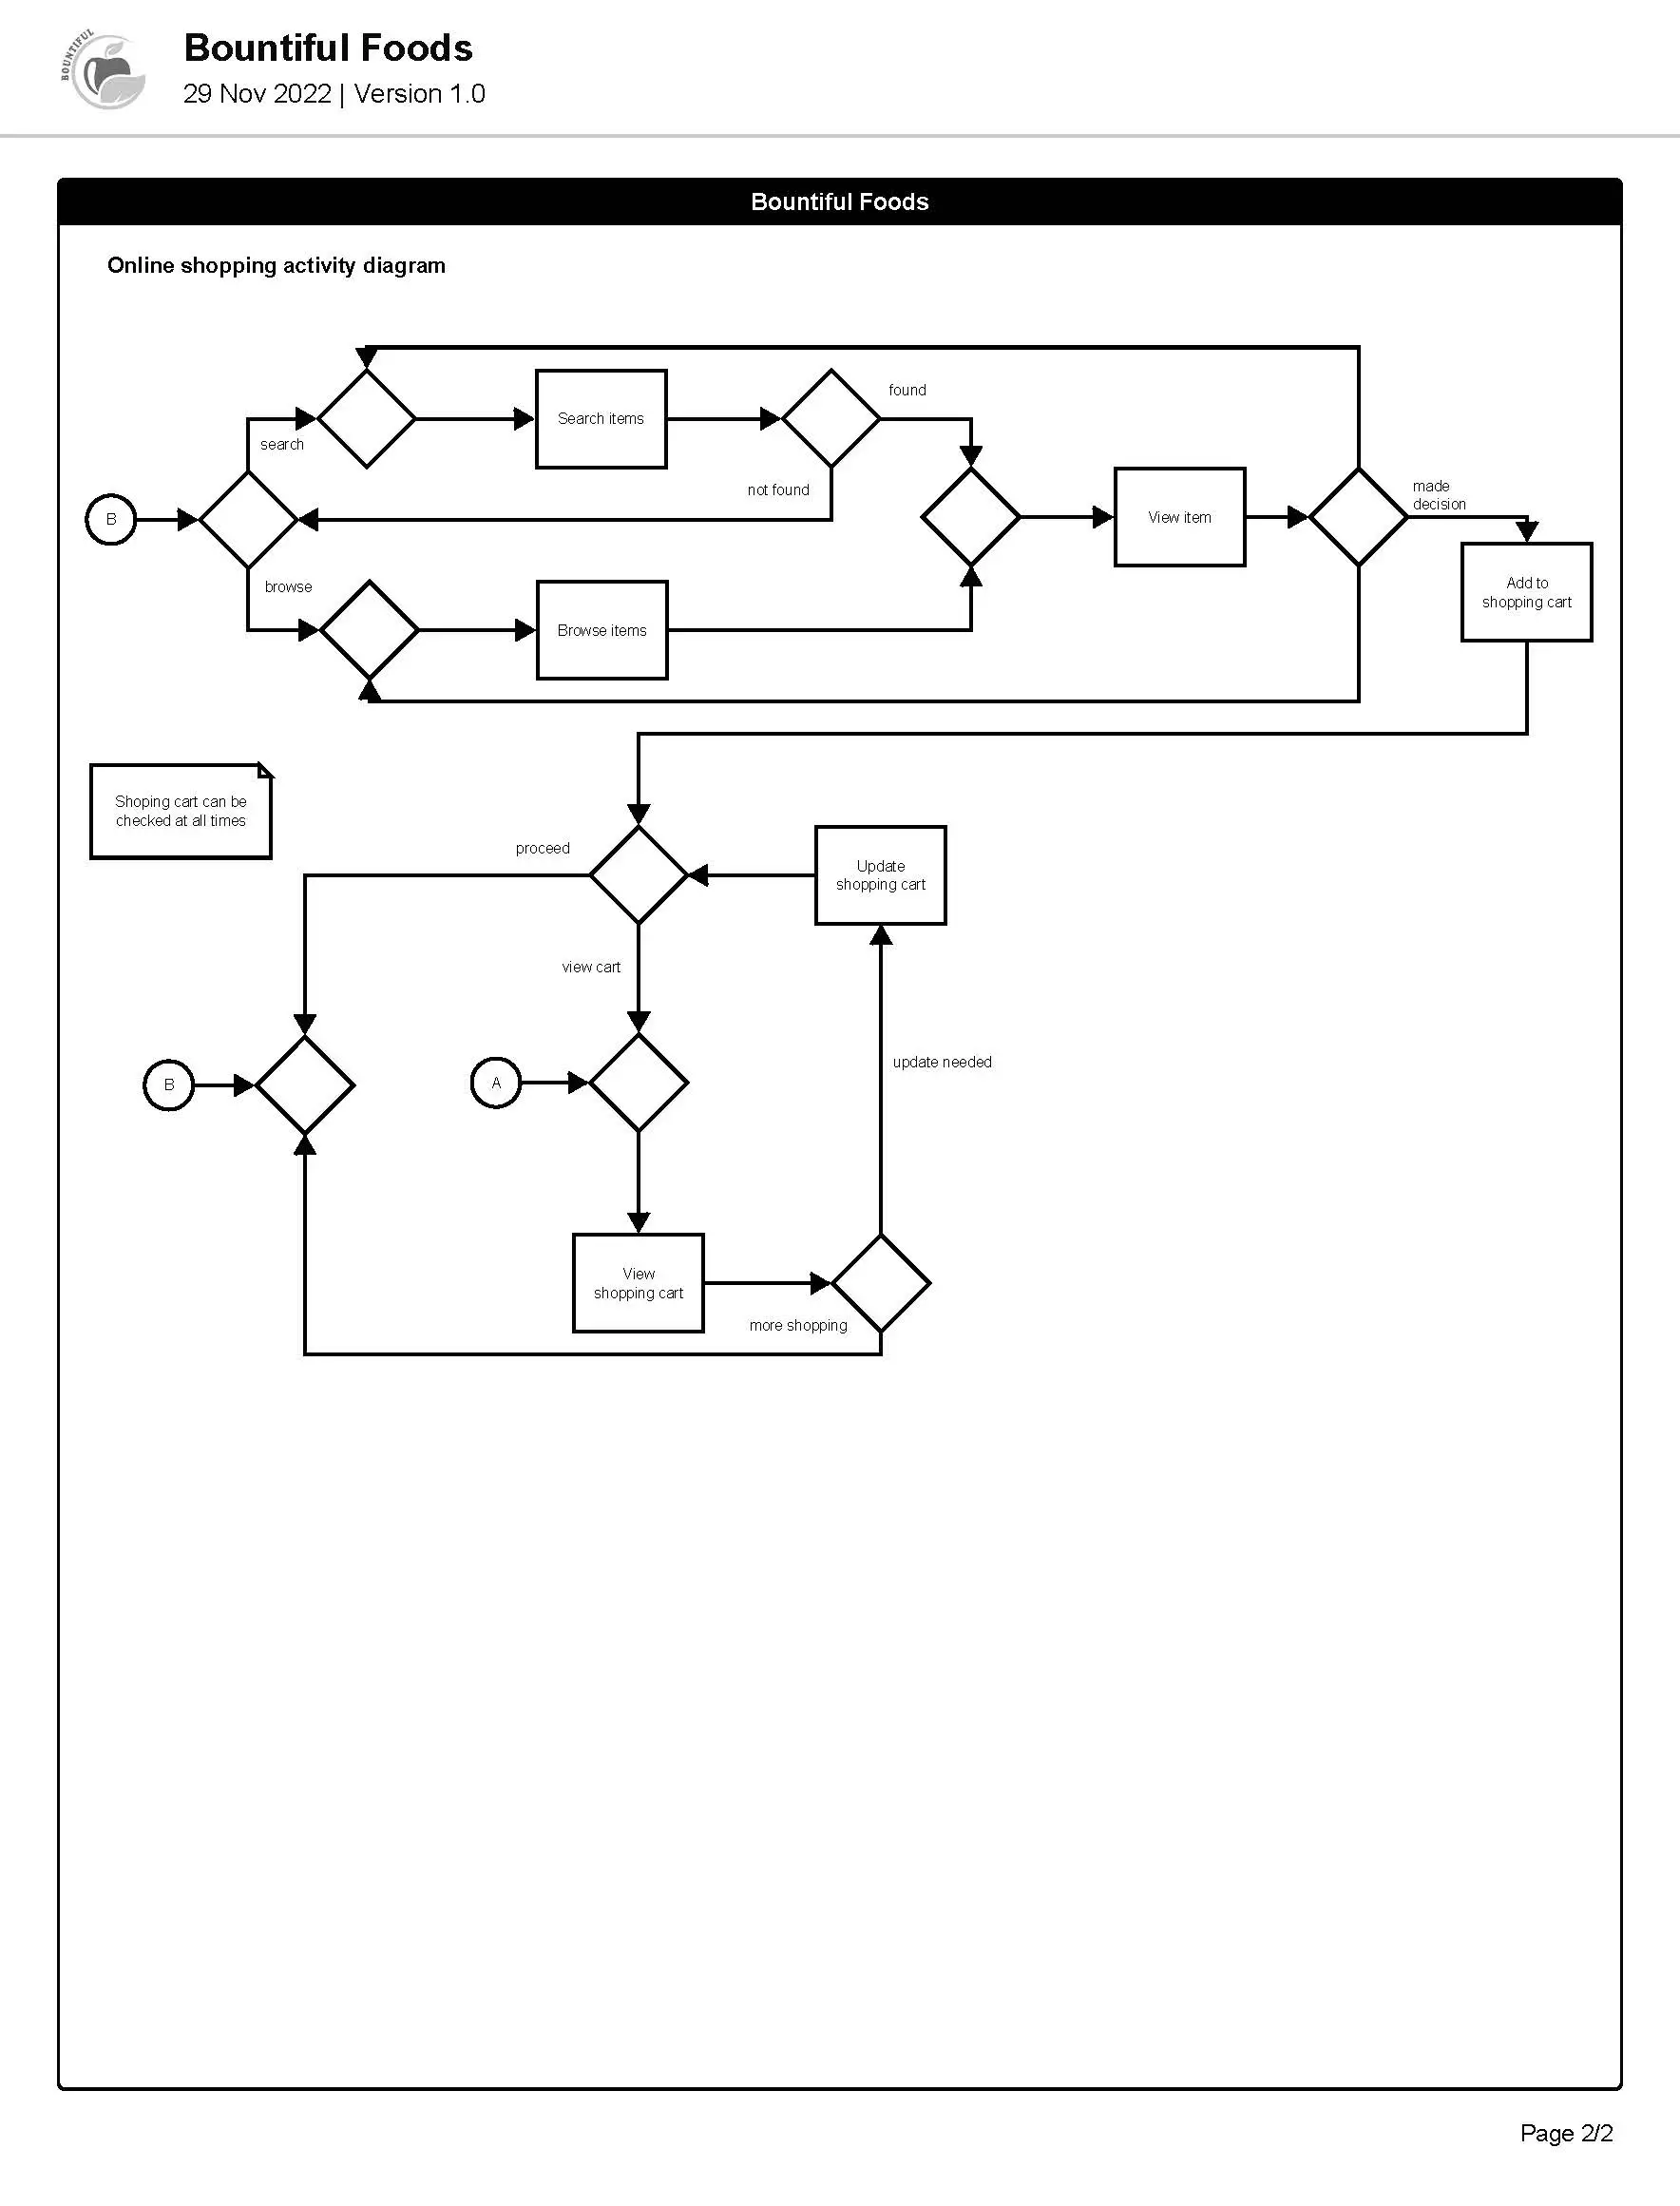 BOUNTIFUL
Bountiful Foods
29 Nov 2022 | Version 1.0
Bountiful Foods
Online shopping activity diagram
found
Search items
search
made
decision
not found
B
View item
Add to
shopping cart
browse
Browse items
Shoping cart can be
checked at all times
proceed
Update
shopping cart
view cart
update needed
B
A
View
shopping cart
more shopping
Page 2/2